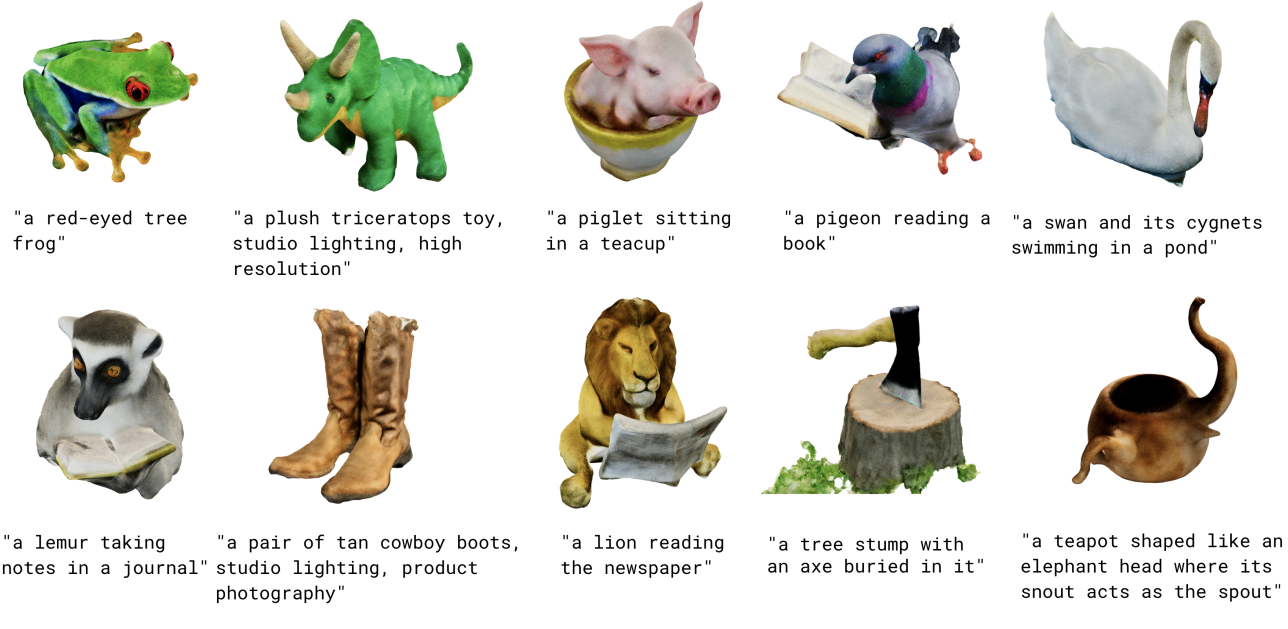 "a red-eyed tree
frog"
"a plush triceratops toy,
studio lighting, high
resolution"
"a piglet sitting
in a teacup"
"a pigeon reading a
book"
"a swan and its cygnets
swimming in a pond"
"a lemur taking
notes in a journal"
"a pair of tan cowboy boots,
studio lighting, product
photography"
"a lion reading
the newspaper"
"a tree stump with
an axe buried in it"
"a teapot shaped like an
elephant head where its
snout acts as the spout"